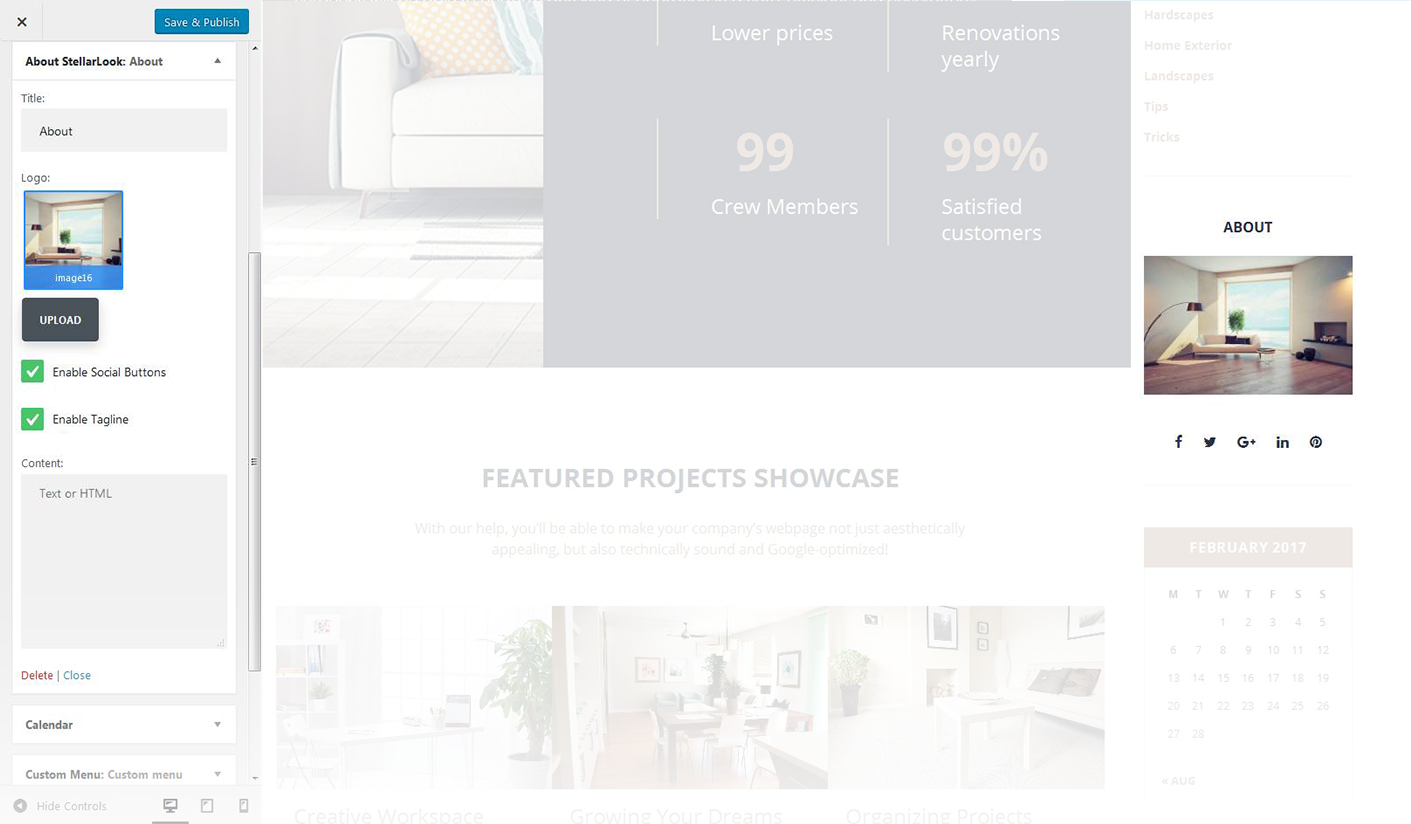 Save & Publish
About StellarLook: About
Title:
About
Logo:
image16
UPLOAD
Enable Social Buttons
Enable Tagline
Content:
Text or HTML
Delete | Close
Calendar
Custom Menu: Custom menu
Hide Controls
Lower prices
Renovations
yearly
99
Crew Members
99%
Satisfied
customers
FEATURED PROJECTS SHOWCASE
With our help, you'll be able to make your company's webpage not just aesthetically
appealing, but also technically sound and Google-optimized!
Creative Workspace
Growing Your Dreams
Organizing Projects
Hardscapes
Home Exterior
Landscapes
Tips
Tricks
ABOUT
FEBRUARY 2017
M T W T F S S
1 2 3 4 5
6 7 8 9 10 11 12
13 14 15 16 17 18 19
20 21 22 23 24 25 26
27 28
« AUG